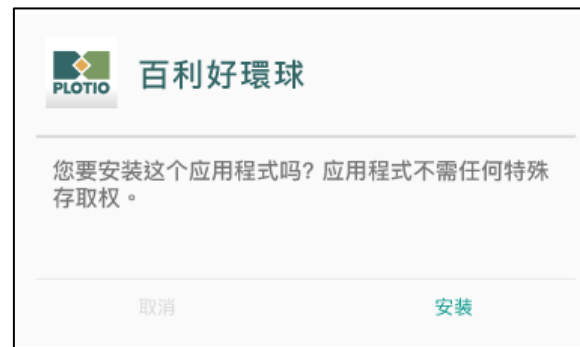 PLOTIO
百利好環球
您要安装这个应用程式吗? 应用程式不需任何特殊
存取权。
取消
安装